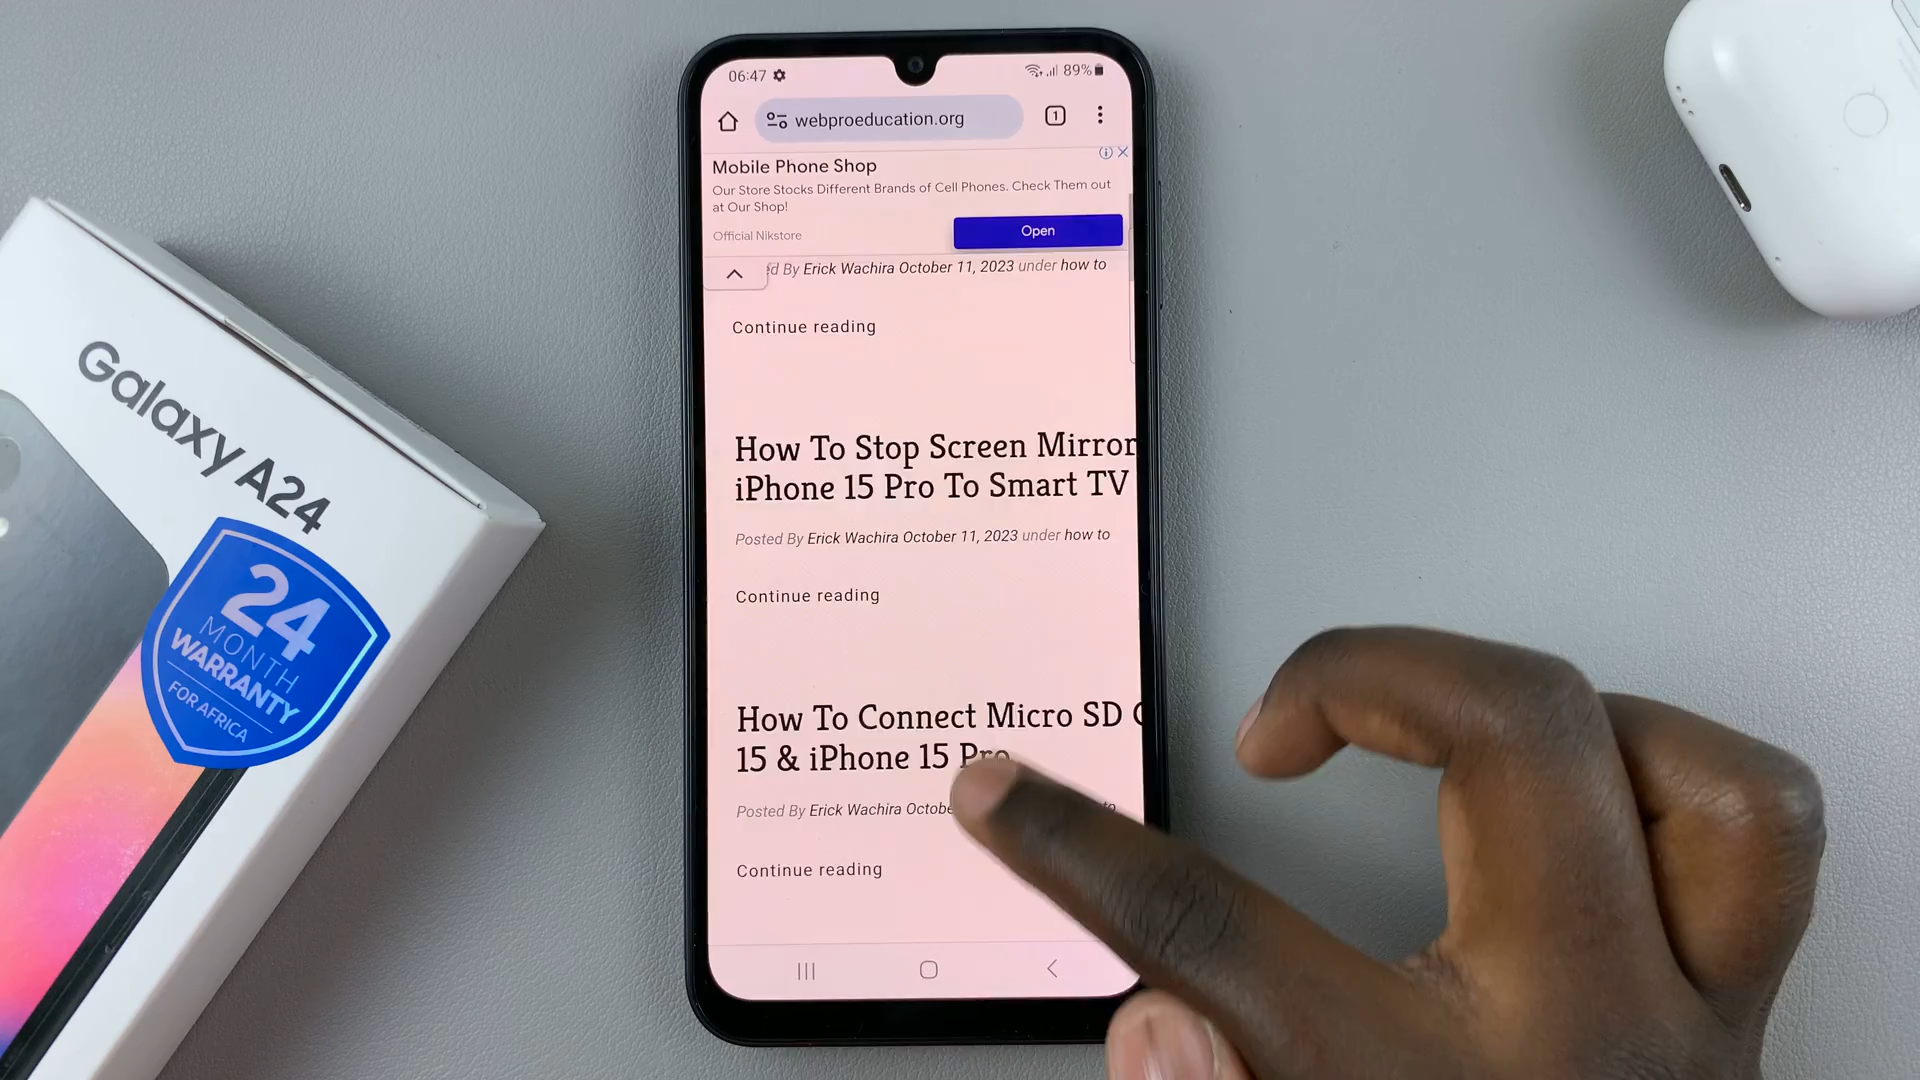 06:47
89%
webproeducation.org
1
Mobile Phone Shop
Our Store Stocks Different Brands of Cell Phones. Check Them out
at Our Shop!
Official Nikstore
Open
By Erick Wachira October 11, 2023 under how to
Continue reading
How To Stop Screen Mirror
iPhone 15 Pro To Smart TV
Posted By Erick Wachira October 11, 2023 under how to
Continue reading
How To Connect Micro SD
15 & iPhone 15 Pro
Posted By Erick Wachira
Continue reading
Galaxy A24
24
MONTH
WARRANTY
FOR AFRICA